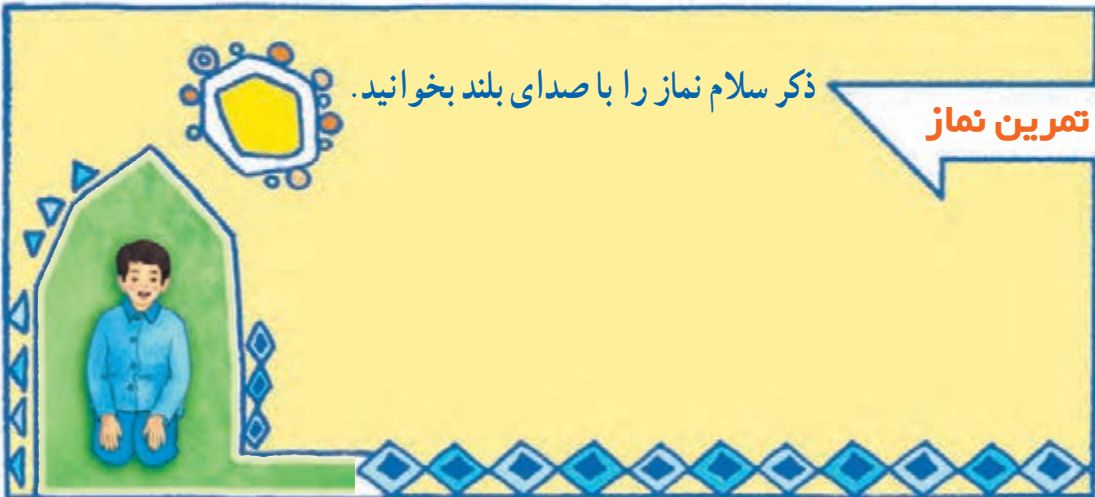 تمرین نماز
ذکر سلام نماز را با صدای بلند بخوانید.